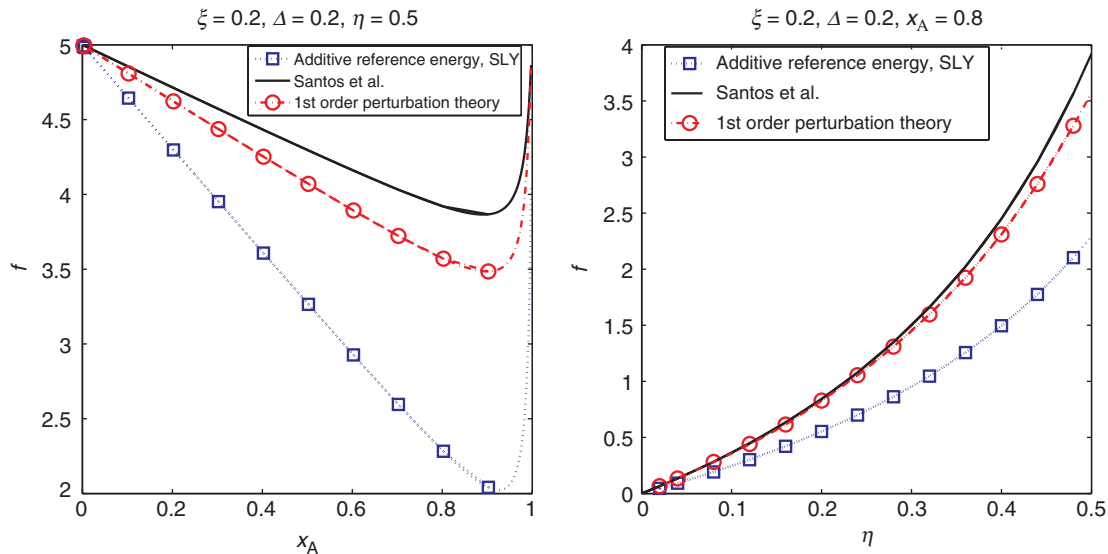 ξ = 0.2, Δ = 0.2, η = 0.5
5
4.5
4
3.5
3
2.5
2
f
0
0.2
0.4
0.6
0.8
1
x_A
Additive reference energy, SLY
Santos et al.
1st order perturbation theory
ξ = 0.2, Δ = 0.2, x_A = 0.8
4
3.5
3
2.5
2
1.5
1
0.5
0
f
0
0.1
0.2
0.3
0.4
0.5
η
Additive reference energy, SLY
Santos et al.
1st order perturbation theory